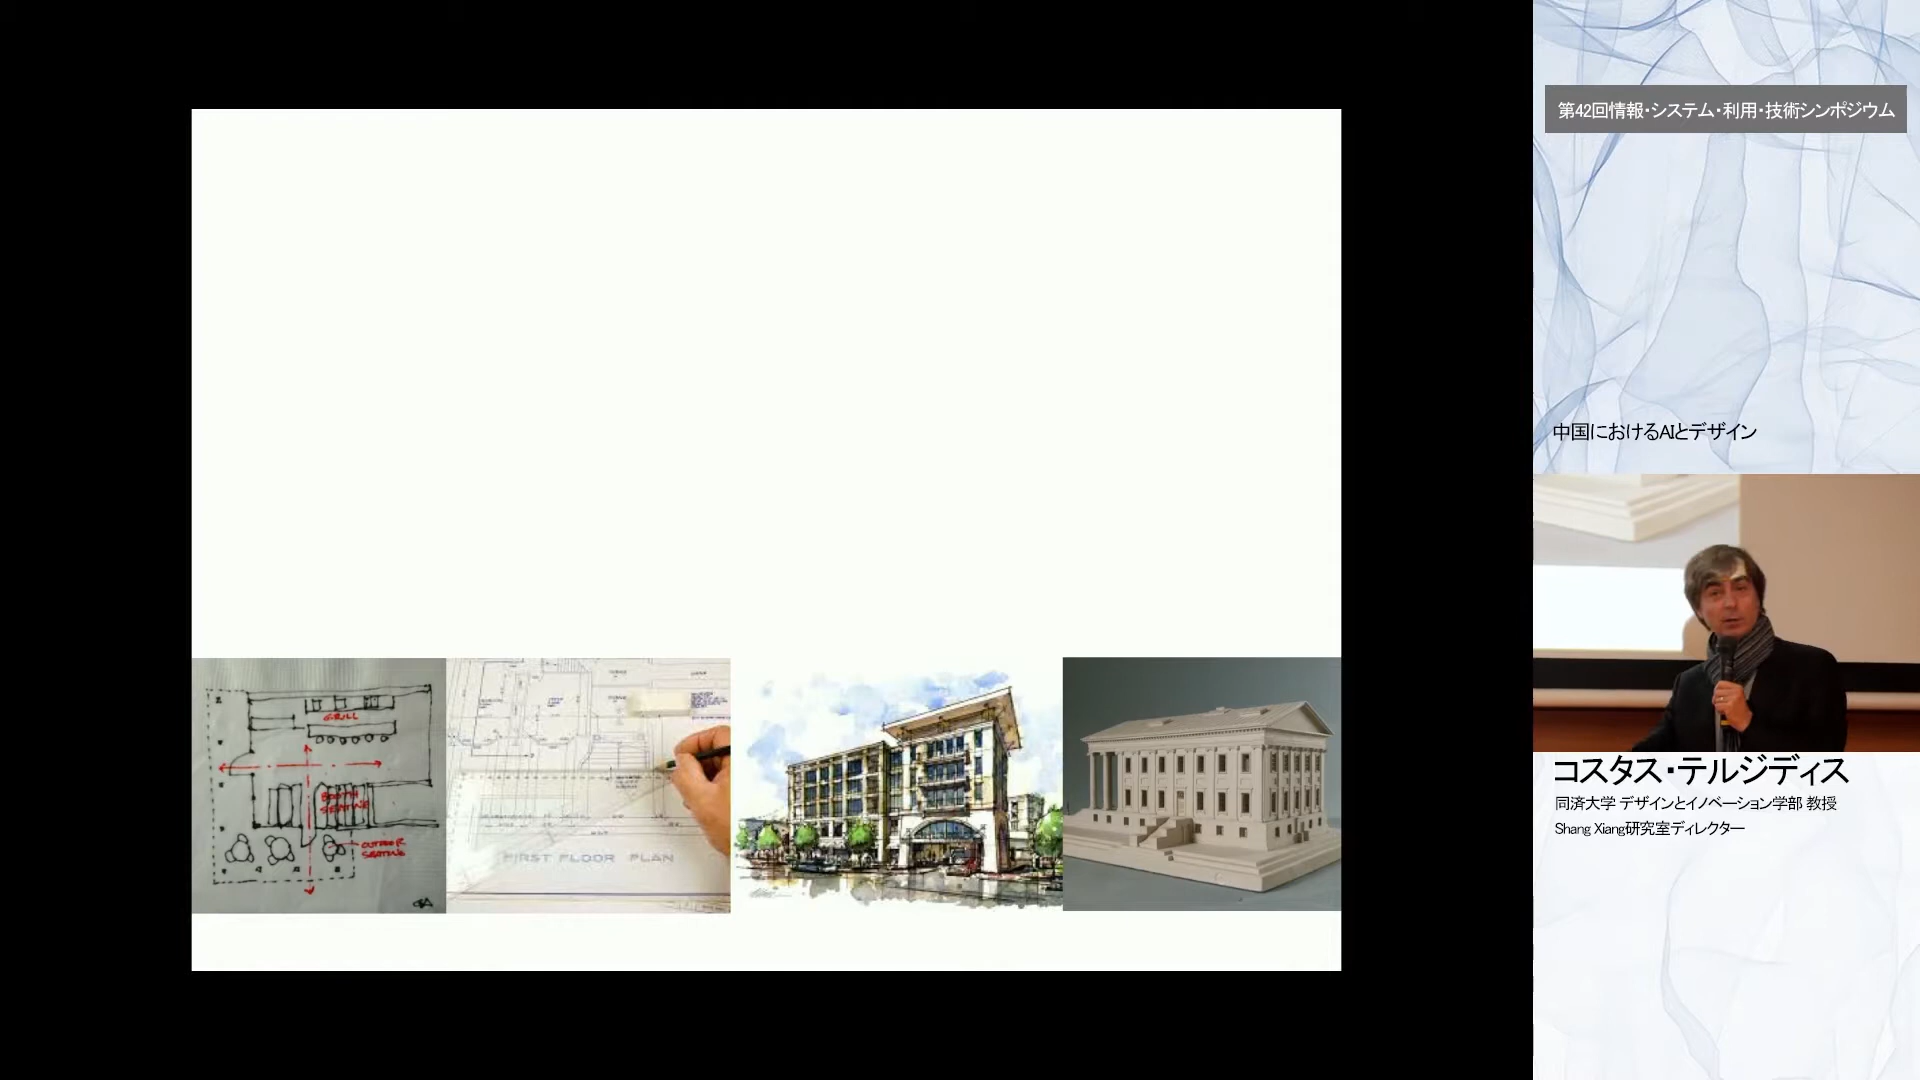 第42回情報・システム・利用・技術シンポジウム
中国におけるAIとデザイン
コスタス・テルジディス
同済大学 デザインとイノベーション学部 教授
Shang Xiang研究室ディレクター
GRILL
BOOTH
SEATING
OUTDOOR
SEATING
FIRST FLOOR PLAN